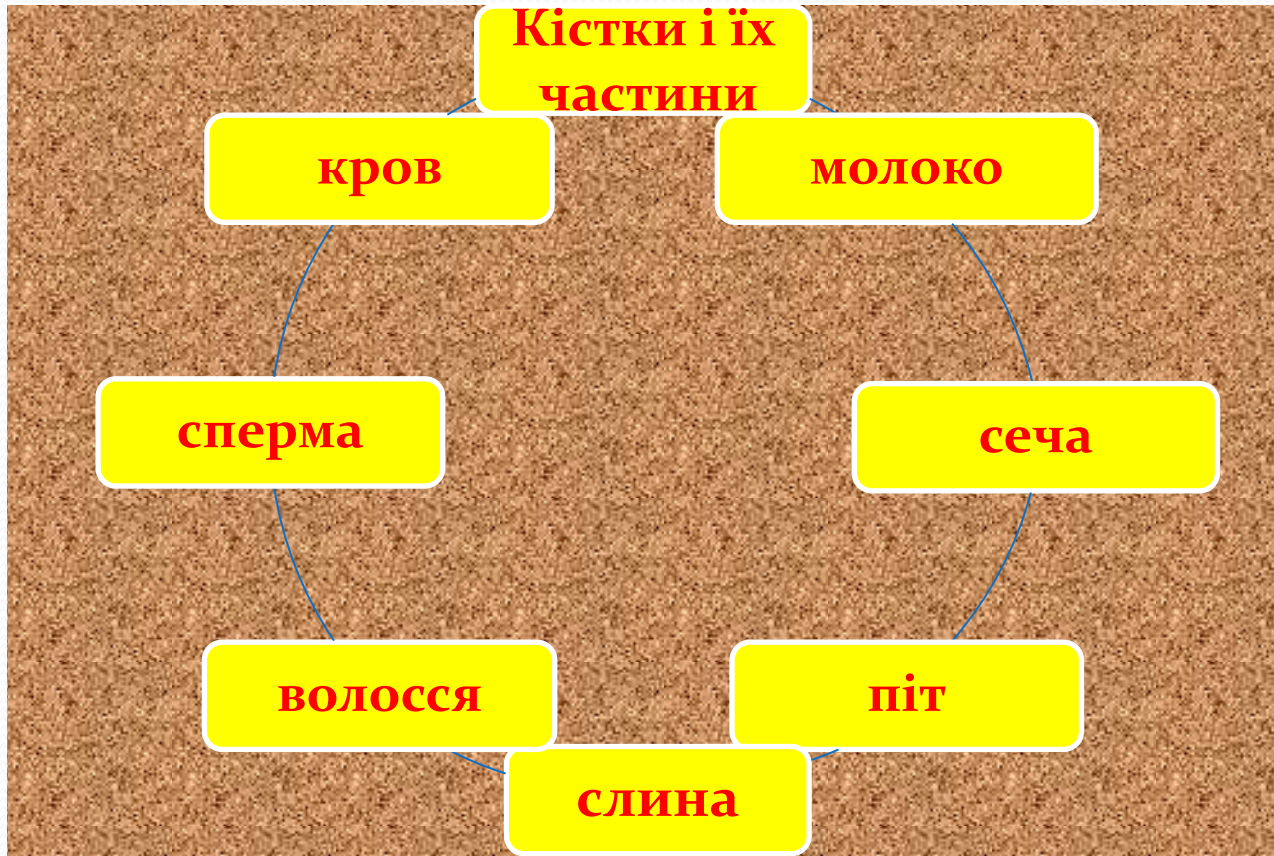 Кістки і їх
частини
кров
молоко
сперма
сеча
волосся
піт
слина